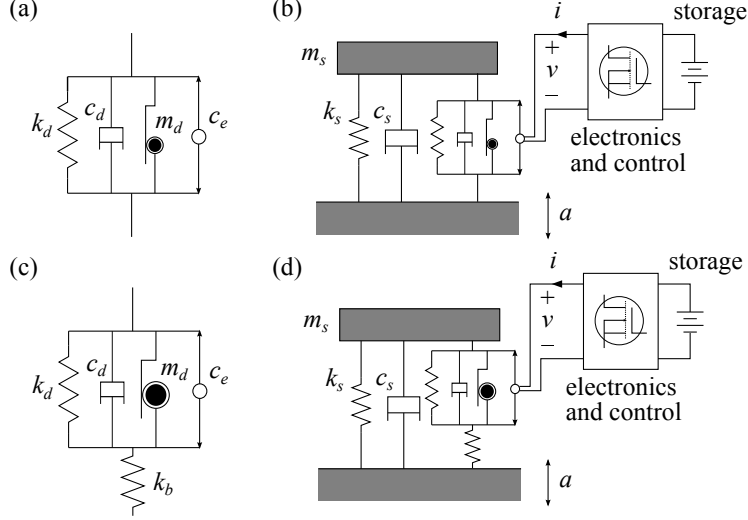 (a)
k_d
c_d
m_d
c_e
(b)
m_s
k_s
c_s
i
+
v
−
storage
electronics
and control
a
(c)
k_d
c_d
m_d
c_e
k_b
(d)
m_s
k_s
c_s
i
+
v
−
storage
electronics
and control
a